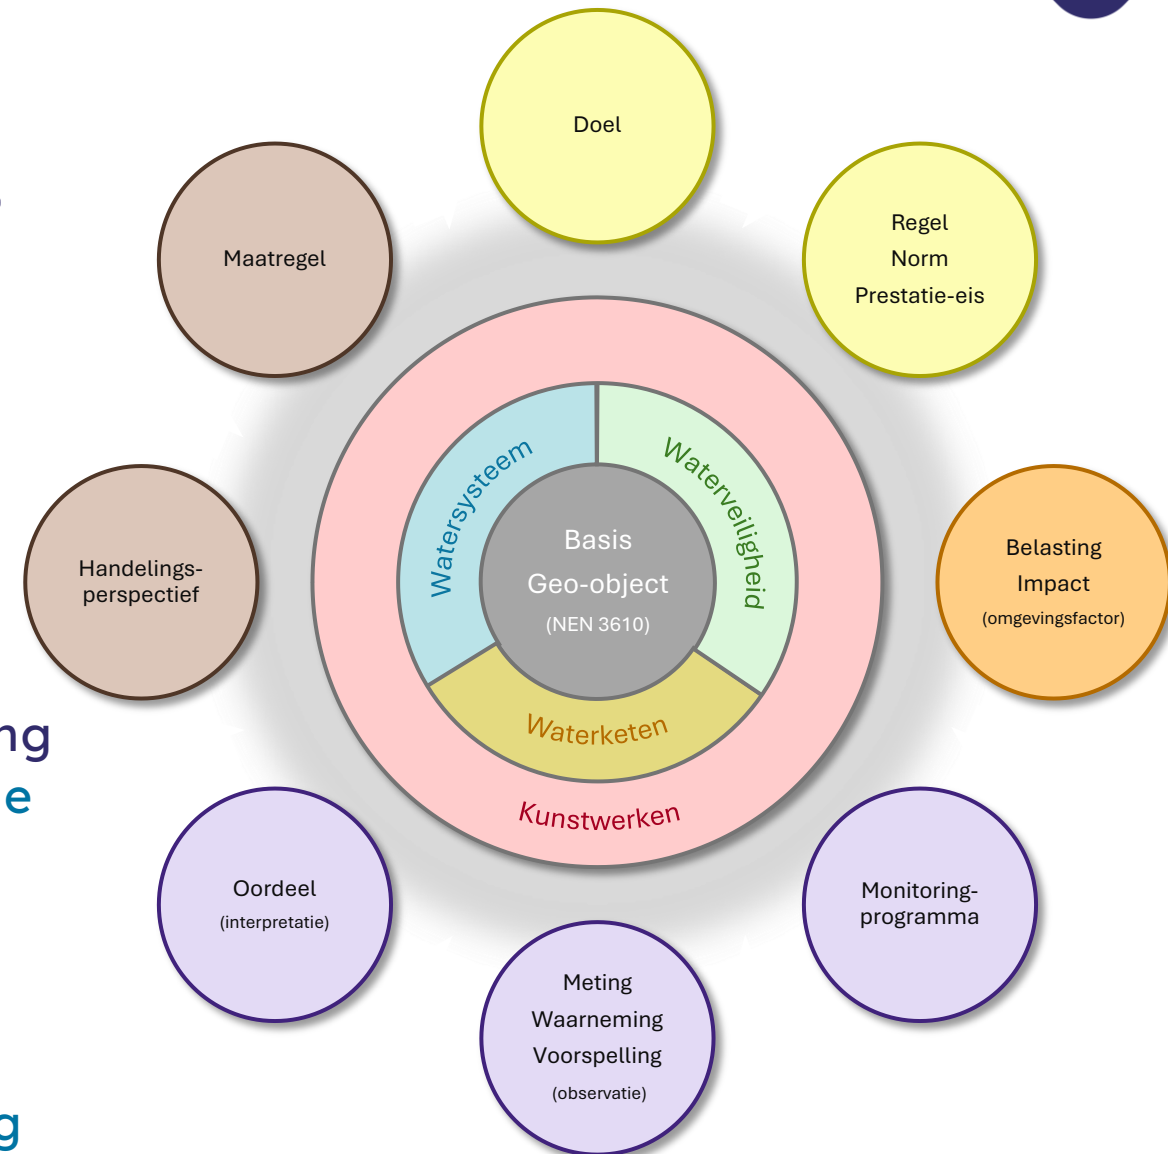 Doel
Maatregel
Regel
Norm
Prestatie-eis
Watersysteem
Waterveiligheid
Basis
Geo-object
(NEN 3610)
Handelings-
perspectief
Belasting
Impact
(omgevingsfactor)
Waterketen
ng
e
Kunstwerken
Oordeel
(interpretatie)
Monitoring-
programma
Meting
Waarneming
Voorspelling
(observatie)
g